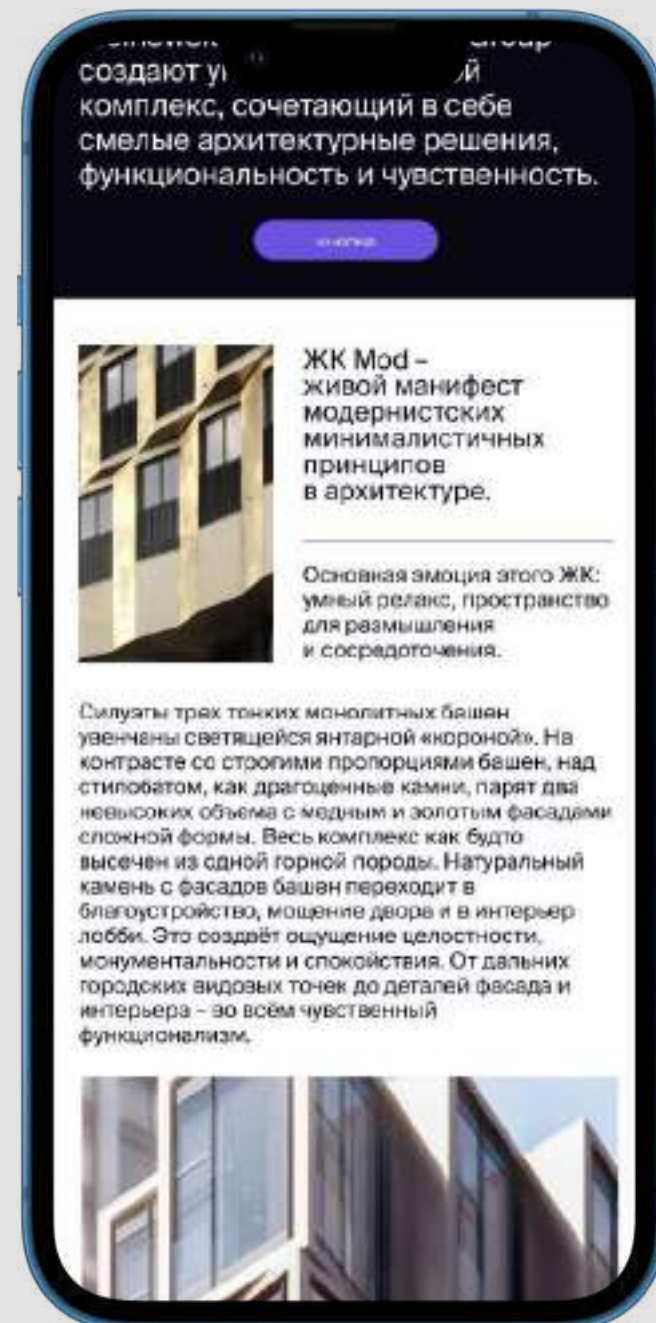 создают
комплекс, сочетающий в себе
смелые архитектурные решения,
функциональность и чувственность.
кнопка
ЖК Mod –
живой манифест
модернистских
минималистичных
принципов
в архитектуре.
Основная эмоция этого ЖК:
умный релакс, пространство
для размышления
и сосредоточения.
Силуэты трех тонких монолитных башен
увенчаны светящейся янтарной «короной». На
контрасте со строгими пропорциями башен, над
стилобатом, как драгоценные камни, парят два
невысоких объема с медным и золотым фасадами
сложной формы. Весь комплекс как будто
высечен из одной горной породы. Натуральный
камень с фасадов башен переходит в
благоустройство, мощение двора и в интерьер
лобби. Это создаёт ощущение целостности,
монументальности и спокойствия. От дальних
городских видовых точек до деталей фасада и
интерьера – во всём чувственный
функционализм.